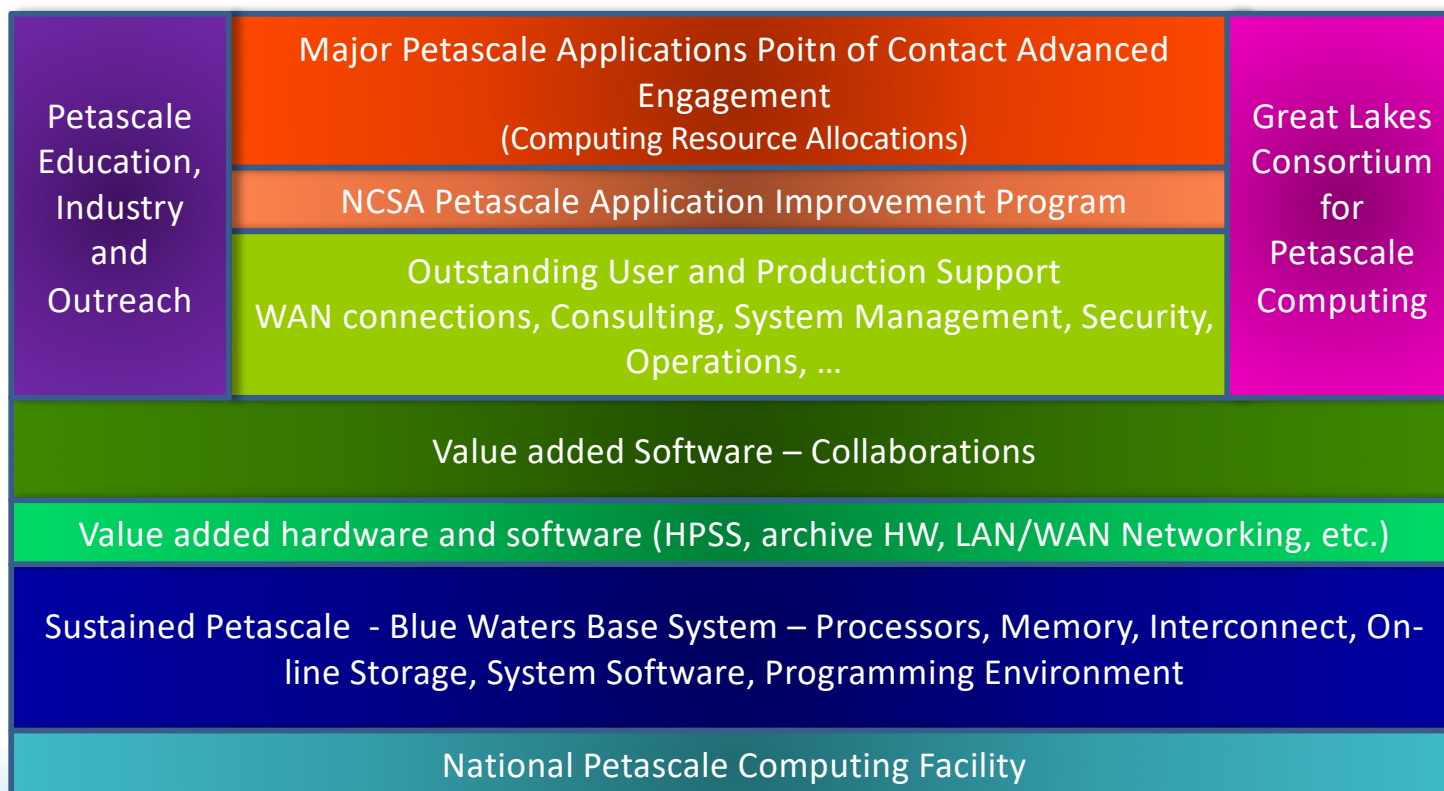 Petascale
Education,
Industry
and
Outreach
Major Petascale Applications Poitn of Contact Advanced
Engagement
(Computing Resource Allocations)
NCSA Petascale Application Improvement Program
Outstanding User and Production Support
WAN connections, Consulting, System Management, Security,
Operations, …
Great Lakes
Consortium
for
Petascale
Computing
Value added Software – Collaborations
Value added hardware and software (HPSS, archive HW, LAN/WAN Networking, etc.)
Sustained Petascale - Blue Waters Base System – Processors, Memory, Interconnect, On-
line Storage, System Software, Programming Environment
National Petascale Computing Facility